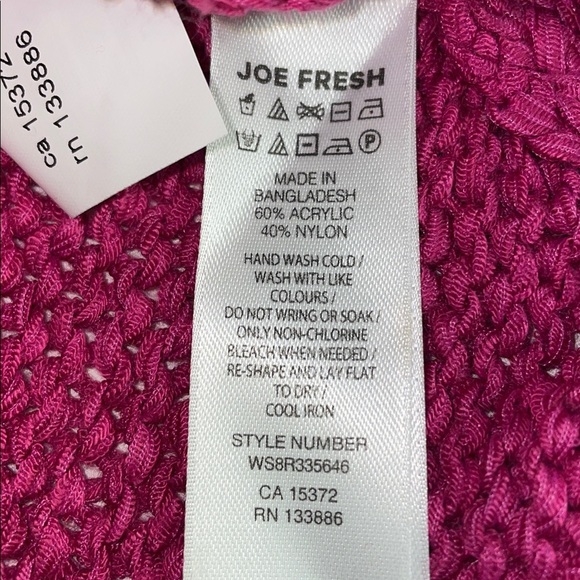 ca 15372
rn 133886
JOE FRESH
P
MADE IN
BANGLADESH
60% ACRYLIC
40% NYLON
HAND WASH COLD /
WASH WITH LIKE
COLOURS /
DO NOT WRING OR SOAK /
ONLY NON-CHLORINE
BLEACH WHEN NEEDED /
RE-SHAPE AND LAY FLAT
TO DRY /
COOL IRON
STYLE NUMBER
WS8R335646
CA 15372
RN 133886